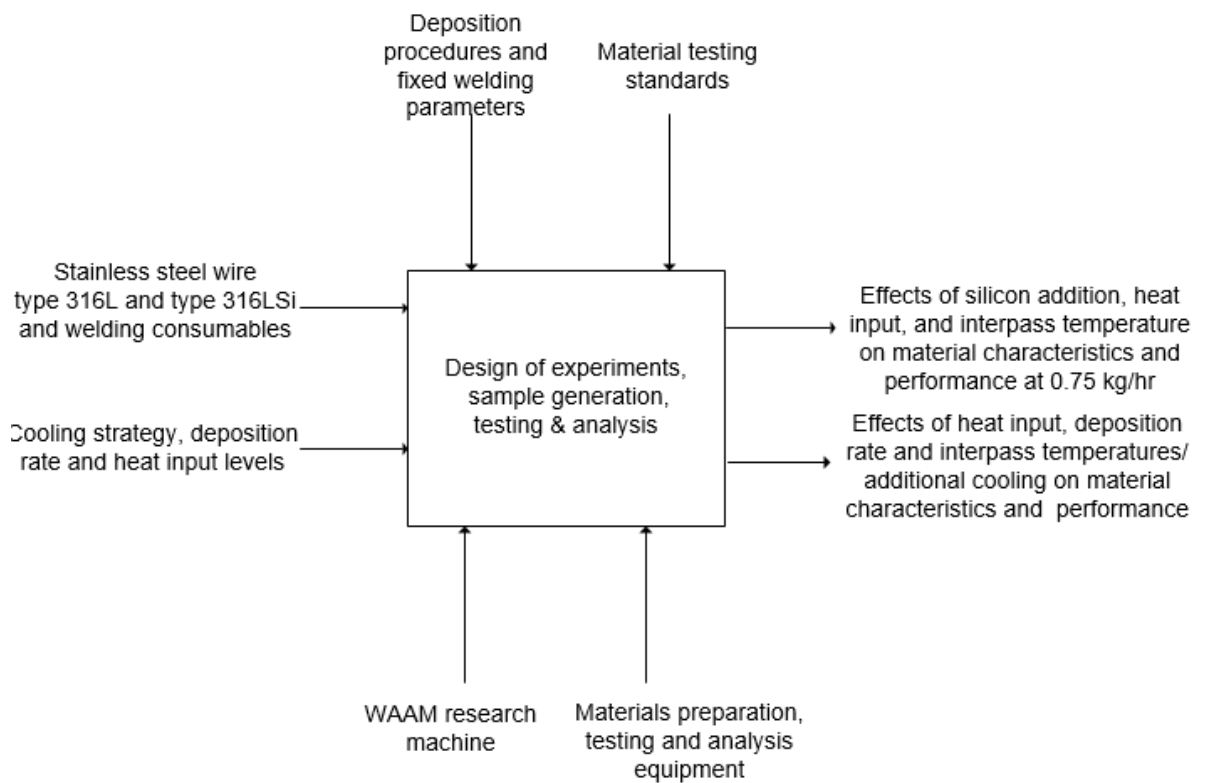 Deposition
procedures and
fixed welding
parameters
Material testing
standards
Stainless steel wire
type 316L and type 316LSi
and welding consumables
Cooling strategy, deposition
rate and heat input levels
Design of experiments,
sample generation,
testing & analysis
Effects of silicon addition, heat
input, and interpass temperature
on material characteristics and
performance at 0.75 kg/hr
Effects of heat input, deposition
rate and interpass temperatures/
additional cooling on material
characteristics and performance
WAAM research
machine
Materials preparation,
testing and analysis
equipment